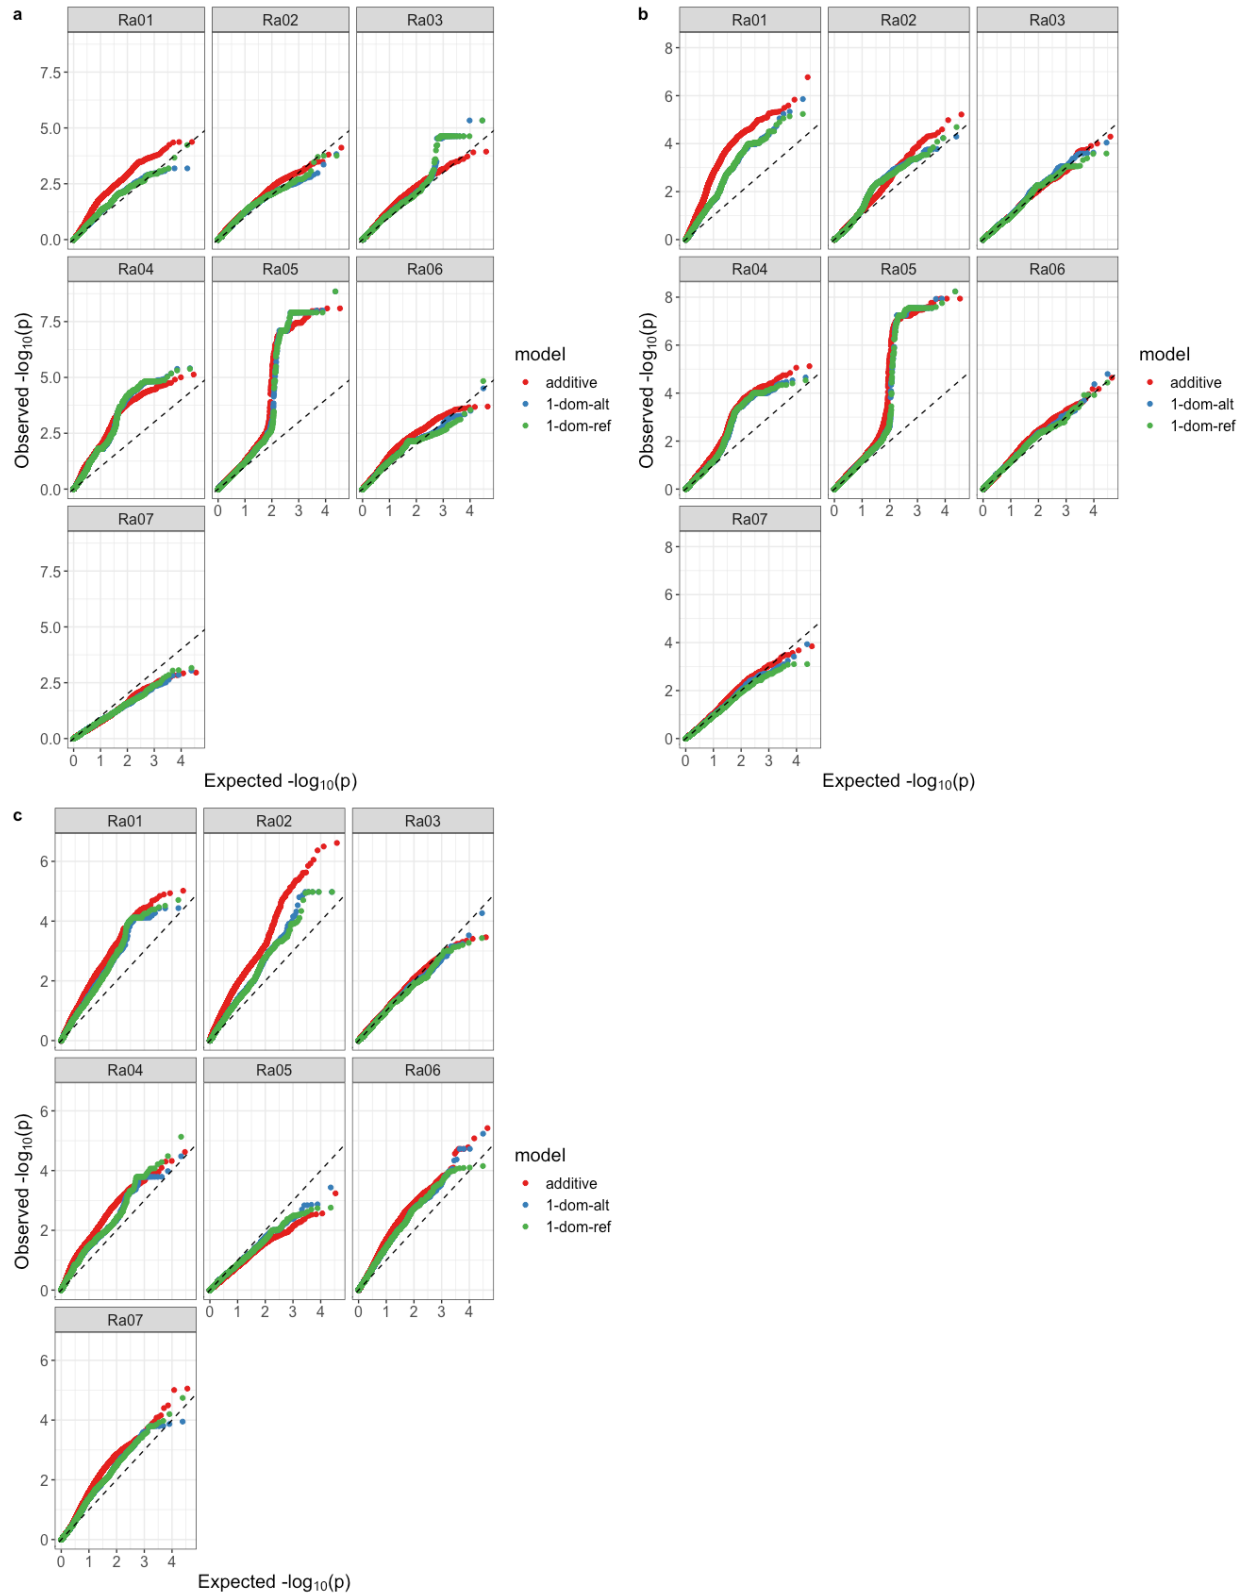 a
Ra01 Ra02 Ra03
7.5
5.0
2.5
0.0
Ra04 Ra05 Ra06
7.5
5.0
2.5
0.0
0 1 2 3 4 0 1 2 3 4
Ra07
7.5
5.0
2.5
0.0
0 1 2 3 4
Observed -log10(p)
Expected -log10(p)
model
additive
1-dom-alt
1-dom-ref
b
Ra01 Ra02 Ra03
8
6
4
2
0
Ra04 Ra05 Ra06
8
6
4
2
0
0 1 2 3 4 0 1 2 3 4
Ra07
8
6
4
2
0
0 1 2 3 4
Observed -log10(p)
Expected -log10(p)
model
additive
1-dom-alt
1-dom-ref
c
Ra01 Ra02 Ra03
6
4
2
0
Ra04 Ra05 Ra06
6
4
2
0
0 1 2 3 4 0 1 2 3 4
Ra07
6
4
2
0
0 1 2 3 4
Observed -log10(p)
Expected -log10(p)
model
additive
1-dom-alt
1-dom-ref